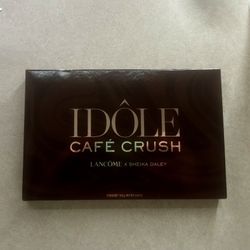 IDÔLE
CAFÉ CRUSH
LANCÔME X SHEIKA DALEY